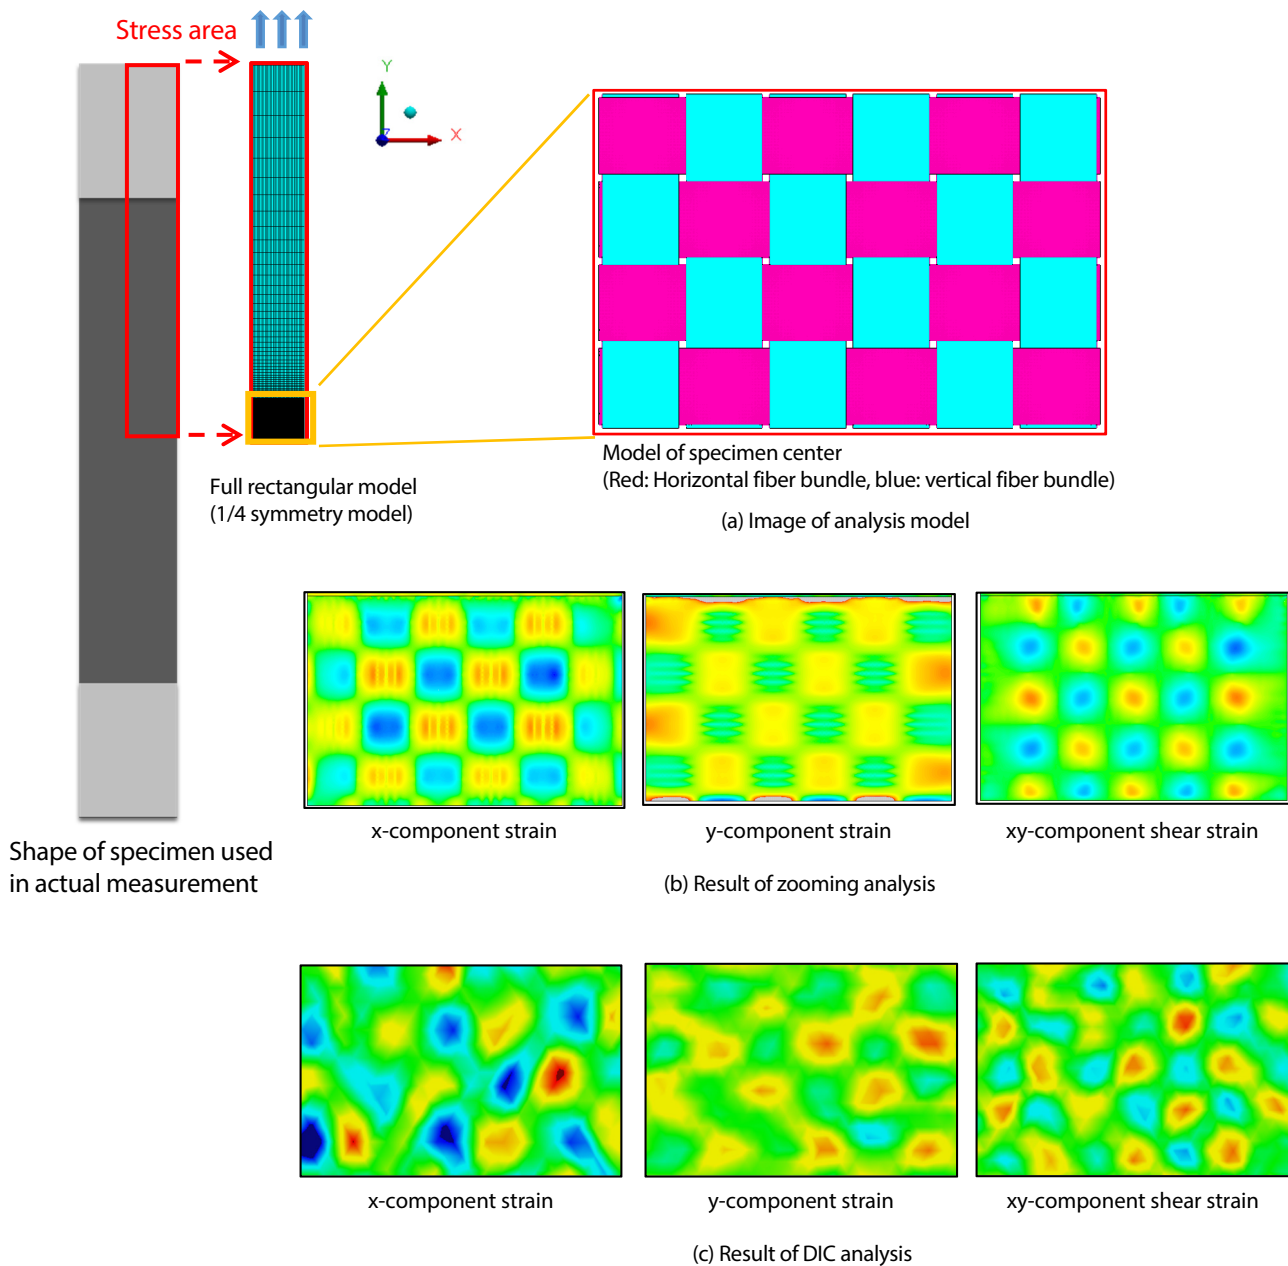 Stress area
Y
Z
X
Full rectangular model
(1/4 symmetry model)
Model of specimen center
(Red: Horizontal fiber bundle, blue: vertical fiber bundle)
(a) Image of analysis model
Shape of specimen used
in actual measurement
x-component strain
y-component strain
xy-component shear strain
(b) Result of zooming analysis
x-component strain
y-component strain
xy-component shear strain
(c) Result of DIC analysis